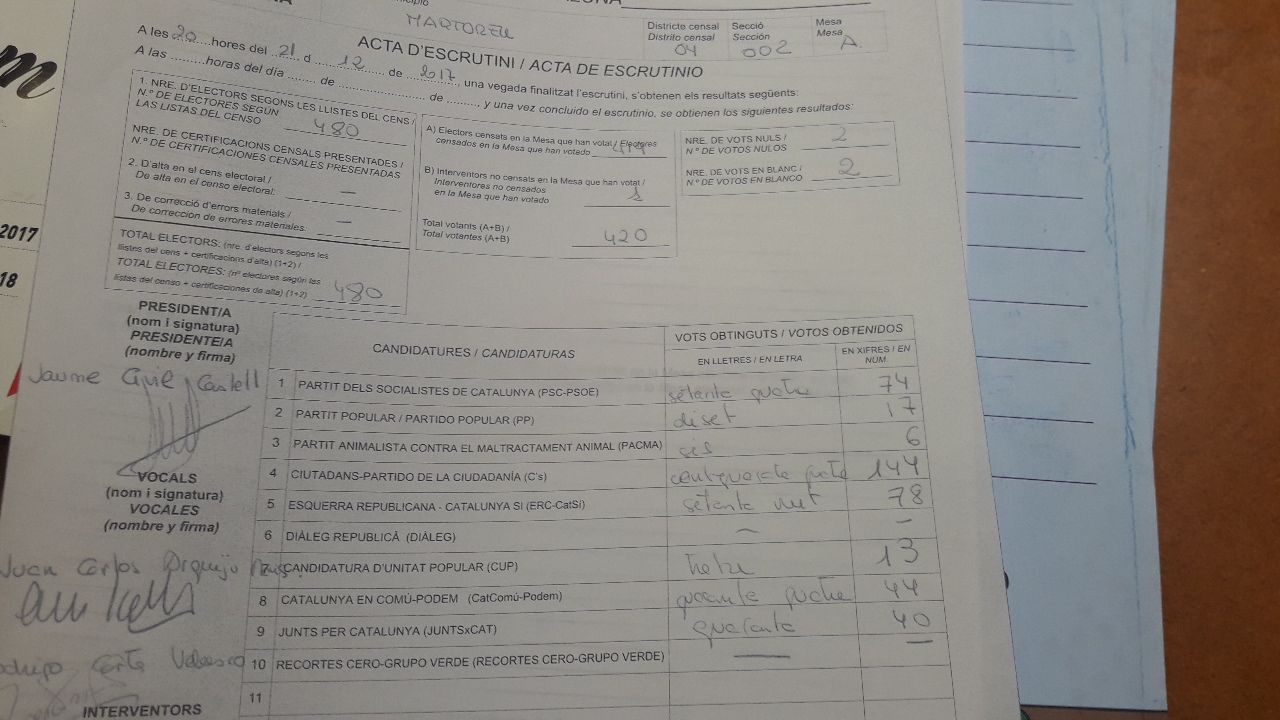 MARTORELL
Districte censal
Distrito censal
04
Secció
Sección
002
Mesa
Mesa
A
A les 20 hores del 21 d 12 de 2017, una vegada finalitzat l'escrutini, s'obtenen els resultats següents:
ACTA D'ESCRUTINI / ACTA DE ESCRUTINIO
A las ..........horas del día ........ de .......................... de .........., y una vez concluido el escrutinio, se obtienen los siguientes resultados:
1. NRE. D'ELECTORS SEGONS LES LLISTES DEL CENS /
N.º DE ELECTORES SEGÚN
LAS LISTAS DEL CENSO
480
NRE. DE CERTIFICACIONS CENSALS PRESENTADES /
N.º DE CERTIFICACIONES CENSALES PRESENTADAS
2. D'alta en el cens electoral /
De alta en el censo electoral:
—
3. De correcció d'errors materials /
De corrección de errores materiales:
—
TOTAL ELECTORS: (nre. d'electors segons les
llistes del cens + certificacions d'alta) (1+2) /
TOTAL ELECTORES: (nº electores según las
listas del censo + certificaciones de alta) (1+2)
480
A) Electors censats en la Mesa que han votat / Electores
censados en la Mesa que han votado
B) Interventors no censats en la Mesa que han votat /
Interventores no censados
en la Mesa que han votado
1
Total votants (A+B) /
Total votantes (A+B)
420
NRE. DE VOTS NULS /
N.º DE VOTOS NULOS
2
NRE. DE VOTS EN BLANC /
N.º DE VOTOS EN BLANCO
2
2017
18
PRESIDENT/A
(nom i signatura)
PRESIDENTE/A
(nombre y firma)
Jaume
VOCALS
(nom i signatura)
VOCALES
(nombre y firma)
Juan Carlos
INTERVENTORS
CANDIDATURES / CANDIDATURAS
VOTS OBTINGUTS / VOTOS OBTENIDOS
EN LLETRES / EN LETRA
EN XIFRES / EN NÚM.
1 PARTIT DELS SOCIALISTES DE CATALUNYA (PSC-PSOE) setanta quatre 74
2 PARTIT POPULAR / PARTIDO POPULAR (PP) diset 17
3 PARTIT ANIMALISTA CONTRA EL MALTRACTAMENT ANIMAL (PACMA) sis 6
4 CIUTADANS-PARTIDO DE LA CIUDADANÍA (C's) 144
5 ESQUERRA REPUBLICANA - CATALUNYA SI (ERC-CatSí) setanta vuit 78
6 DIÀLEG REPUBLICÀ (DIÀLEG) — —
7 CANDIDATURA D'UNITAT POPULAR (CUP) tretze 13
8 CATALUNYA EN COMÚ-PODEM (CatComú-Podem) quaranta quatre 44
9 JUNTS PER CATALUNYA (JUNTSxCAT) quaranta 40
10 RECORTES CERO-GRUPO VERDE (RECORTES CERO-GRUPO VERDE) — —
11